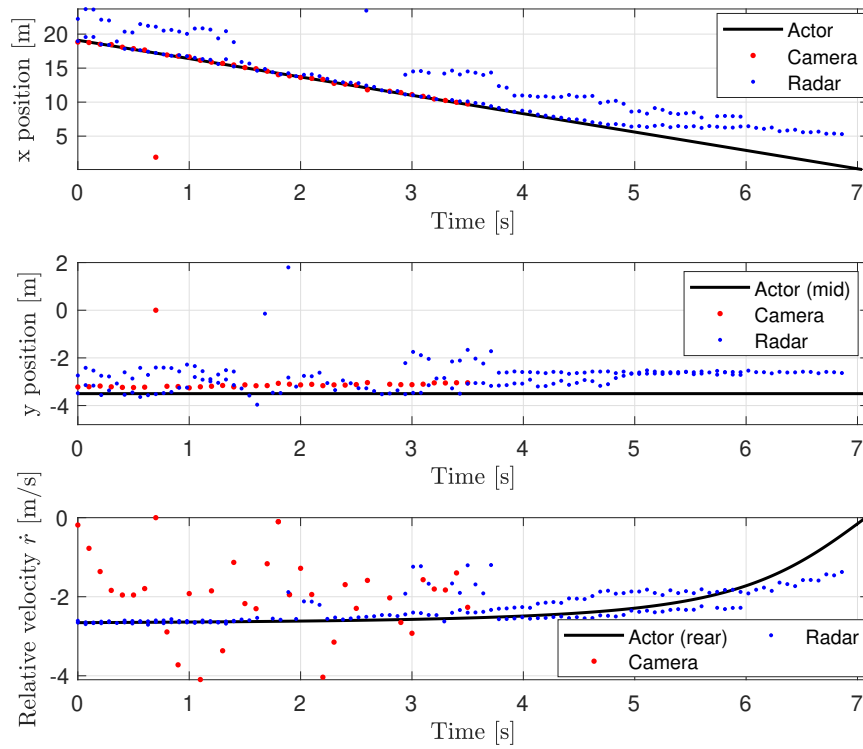 x position [m]
20
15
10
5
0 1 2 3 4 5 6 7
Time [s]
Actor
Camera
Radar
y position [m]
2
0
-2
-4
0 1 2 3 4 5 6 7
Time [s]
Actor (mid)
Camera
Radar
Relative velocity ṙ [m/s]
0
-2
-4
0 1 2 3 4 5 6 7
Time [s]
Actor (rear)
Camera
Radar